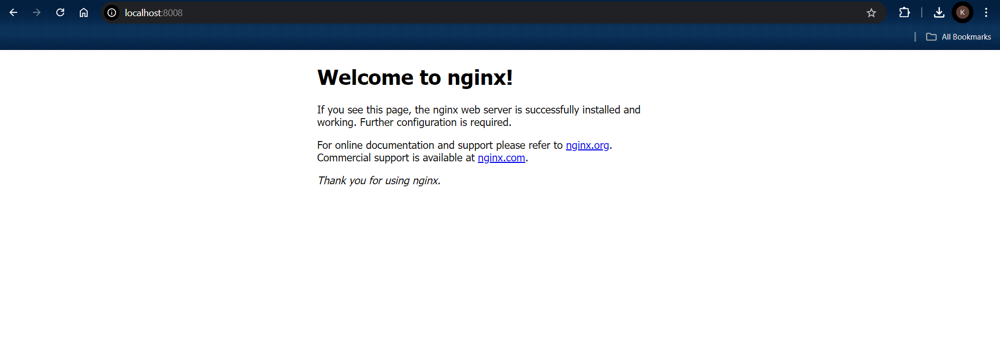 localhost:8008
K
All Bookmarks
Welcome to nginx!
If you see this page, the nginx web server is successfully installed and
working. Further configuration is required.
For online documentation and support please refer to nginx.org.
Commercial support is available at nginx.com.
Thank you for using nginx.